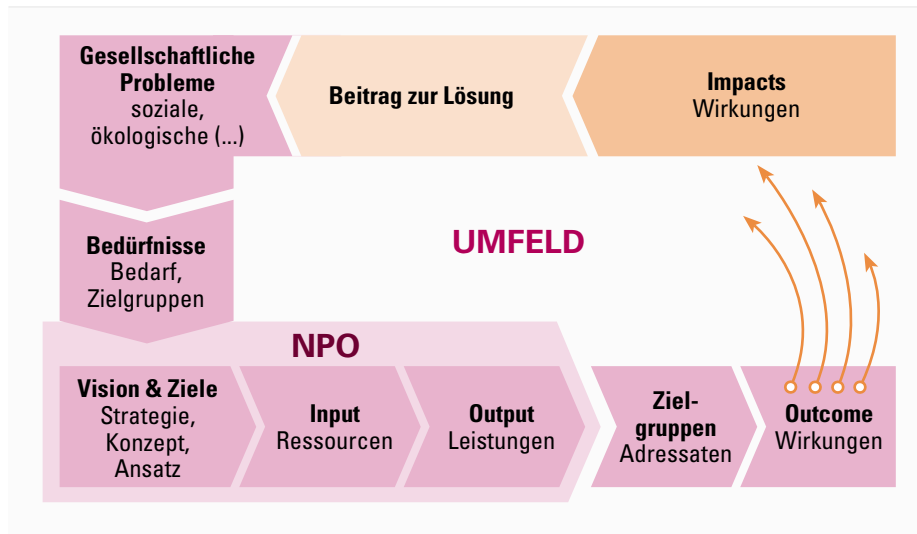 Gesellschaftliche
Probleme
soziale,
ökologische (...)
Beitrag zur Lösung
Impacts
Wirkungen
Bedürfnisse
Bedarf,
Zielgruppen
UMFELD
NPO
Vision & Ziele
Strategie,
Konzept,
Ansatz
Input
Ressourcen
Output
Leistungen
Ziel-
gruppen
Adressaten
Outcome
Wirkungen